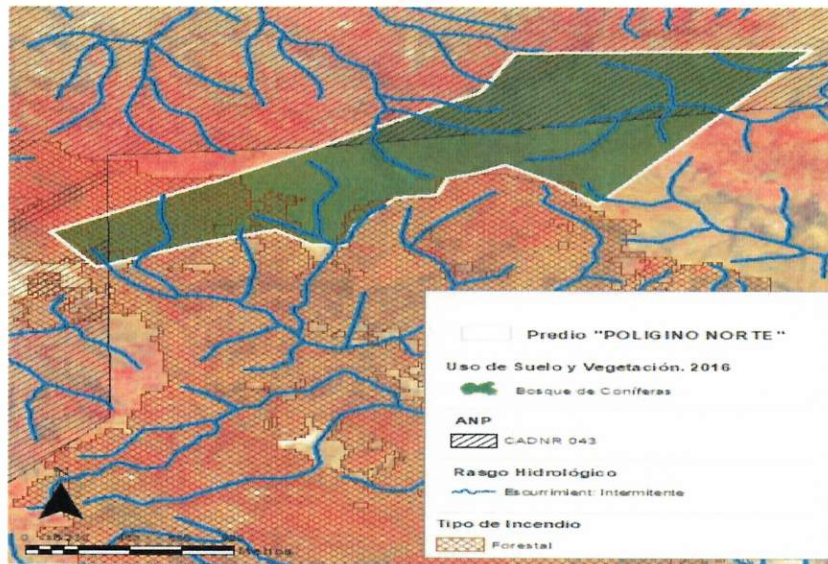 Predio "POLIGINO NORTE"
Uso de Suelo y Vegetación. 2016
Bosque de Coníferas
ANP
CADNR 043
Rasgo Hidrológico
Escurrimient: Intermitente
Tipo de Incendio
Forestal
Metros